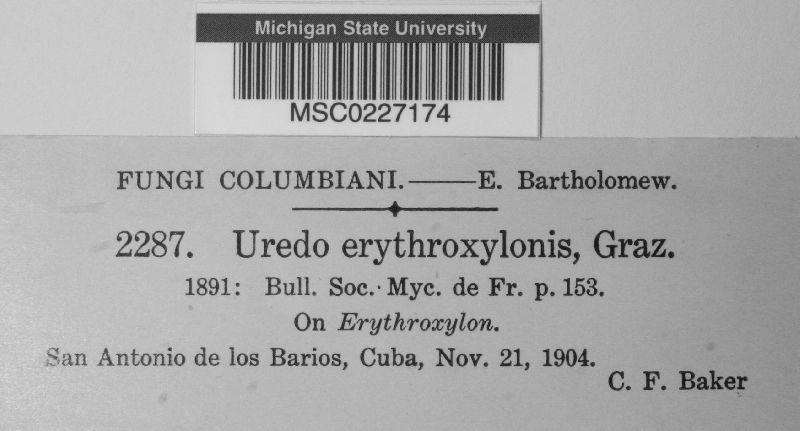 Michigan State University
MSC0227174
FUNGI COLUMBIANI.——E. Bartholomew.
2287. Uredo erythroxylonis, Graz.
1891: Bull. Soc. Myc. de Fr. p. 153.
On Erythroxylon.
San Antonio de los Barios, Cuba, Nov. 21, 1904.
C. F. Baker